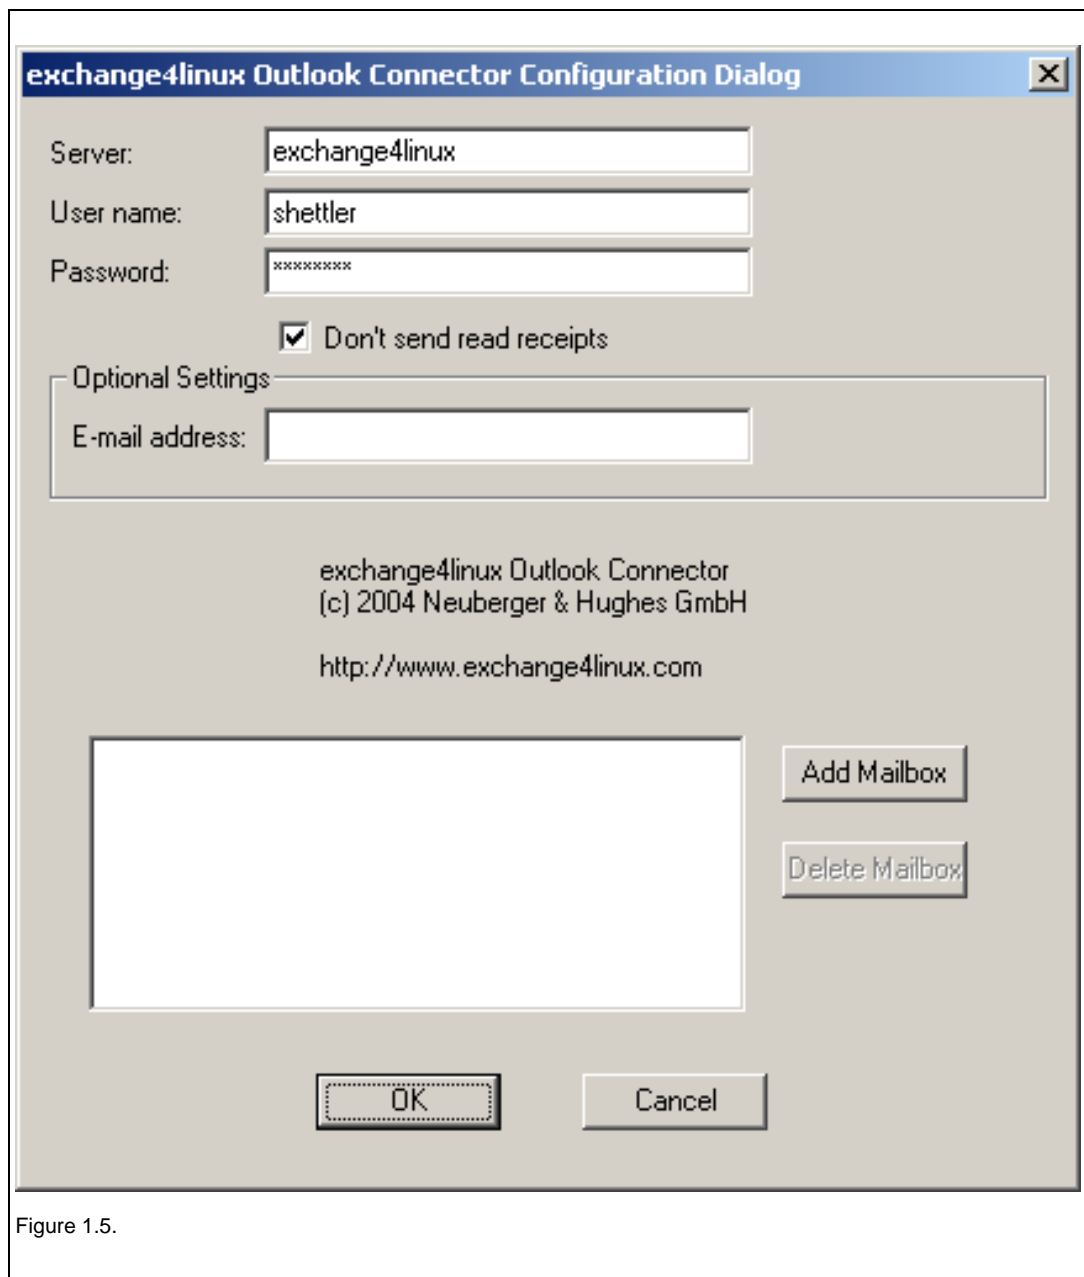 exchange4linux Outlook Connector Configuration Dialog
Server: exchange4linux
User name: shettler
Password: ********
Don't send read receipts
Optional Settings
E-mail address:
exchange4linux Outlook Connector
(c) 2004 Neuberger & Hughes GmbH
http://www.exchange4linux.com
Add Mailbox
Delete Mailbox
OK Cancel
Figure 1.5.